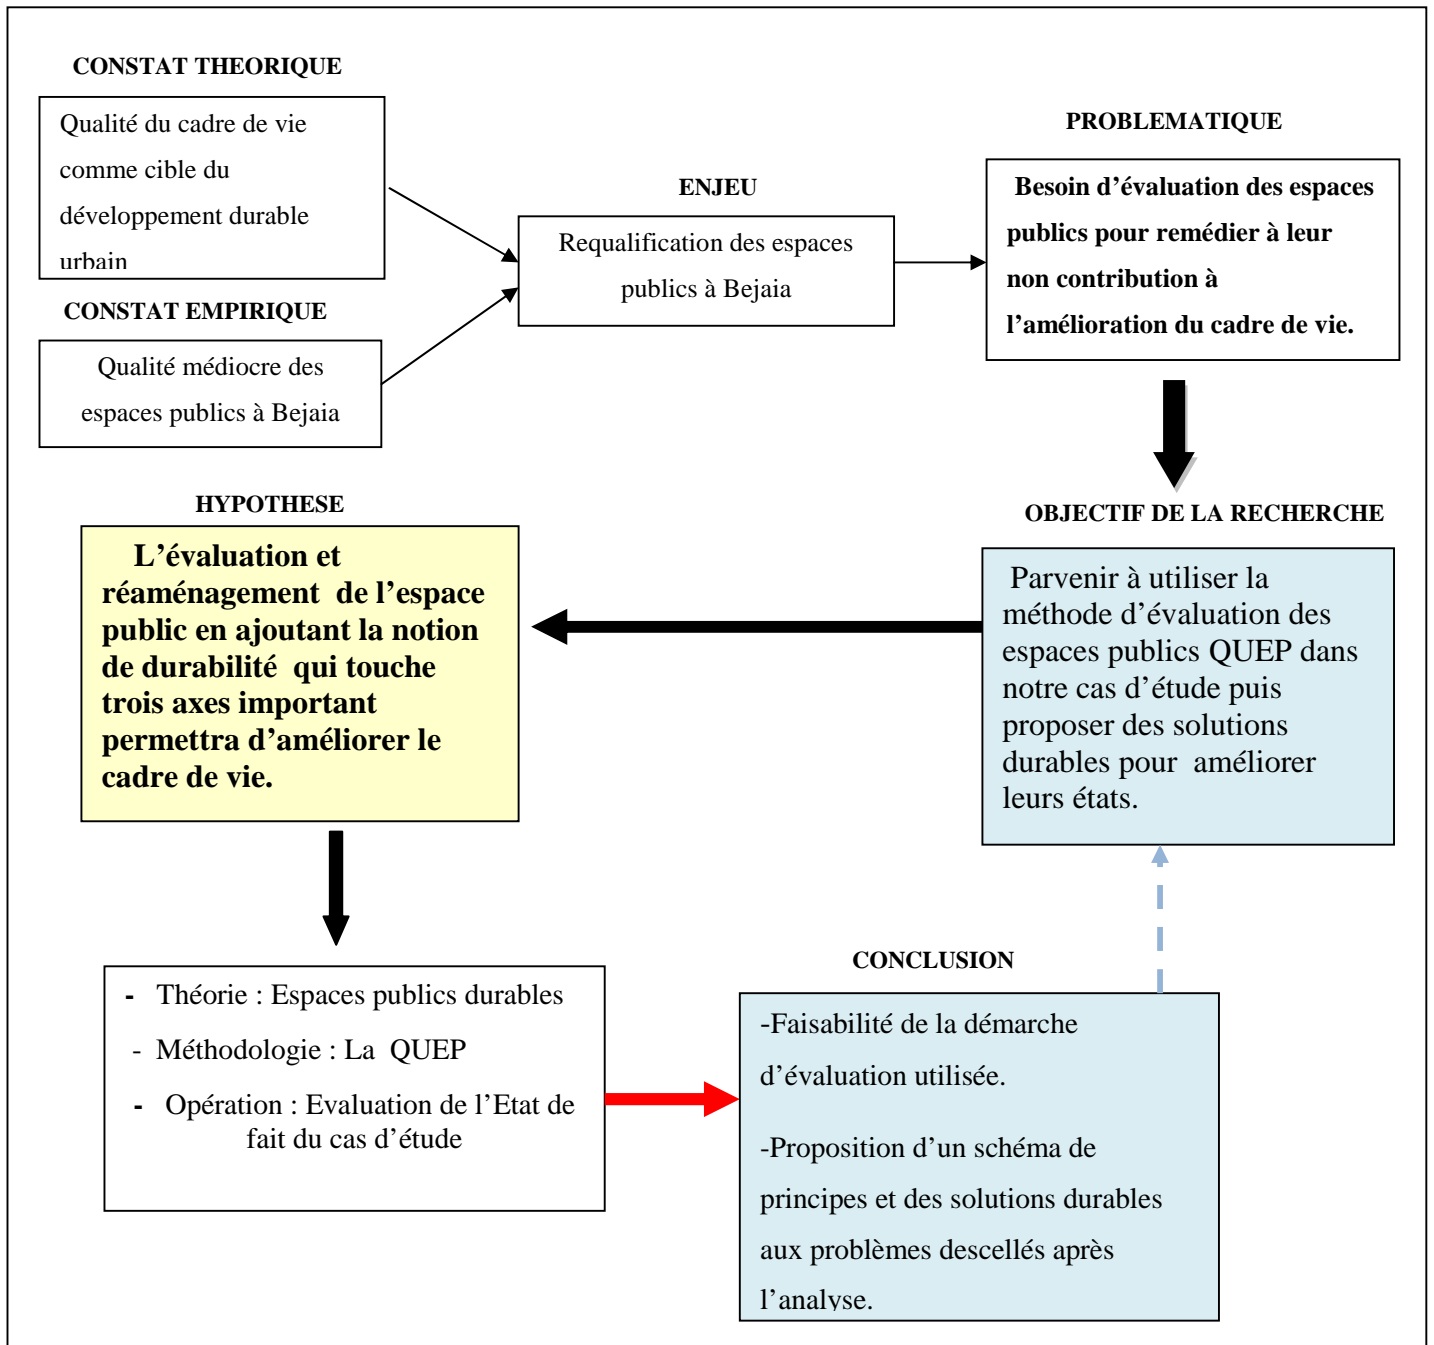 CONSTAT THEORIQUE
Qualité du cadre de vie
comme cible du
développement durable
urbain
CONSTAT EMPIRIQUE
Qualité médiocre des
espaces publics à Bejaia
ENJEU
Requalification des espaces
publics à Bejaia
PROBLEMATIQUE
Besoin d’évaluation des espaces
publics pour remédier à leur
non contribution à
l’amélioration du cadre de vie.
OBJECTIF DE LA RECHERCHE
Parvenir à utiliser la
méthode d’évaluation des
espaces publics QUEP dans
notre cas d’étude puis
proposer des solutions
durables pour améliorer
leurs états.
HYPOTHESE
L’évaluation et
réaménagement de l’espace
public en ajoutant la notion
de durabilité qui touche
trois axes important
permettra d’améliorer le
cadre de vie.
- Théorie : Espaces publics durables
- Méthodologie : La QUEP
- Opération : Evaluation de l’Etat de
fait du cas d’étude
CONCLUSION
-Faisabilité de la démarche
d’évaluation utilisée.
-Proposition d’un schéma de
principes et des solutions durables
aux problèmes descellés après
l’analyse.